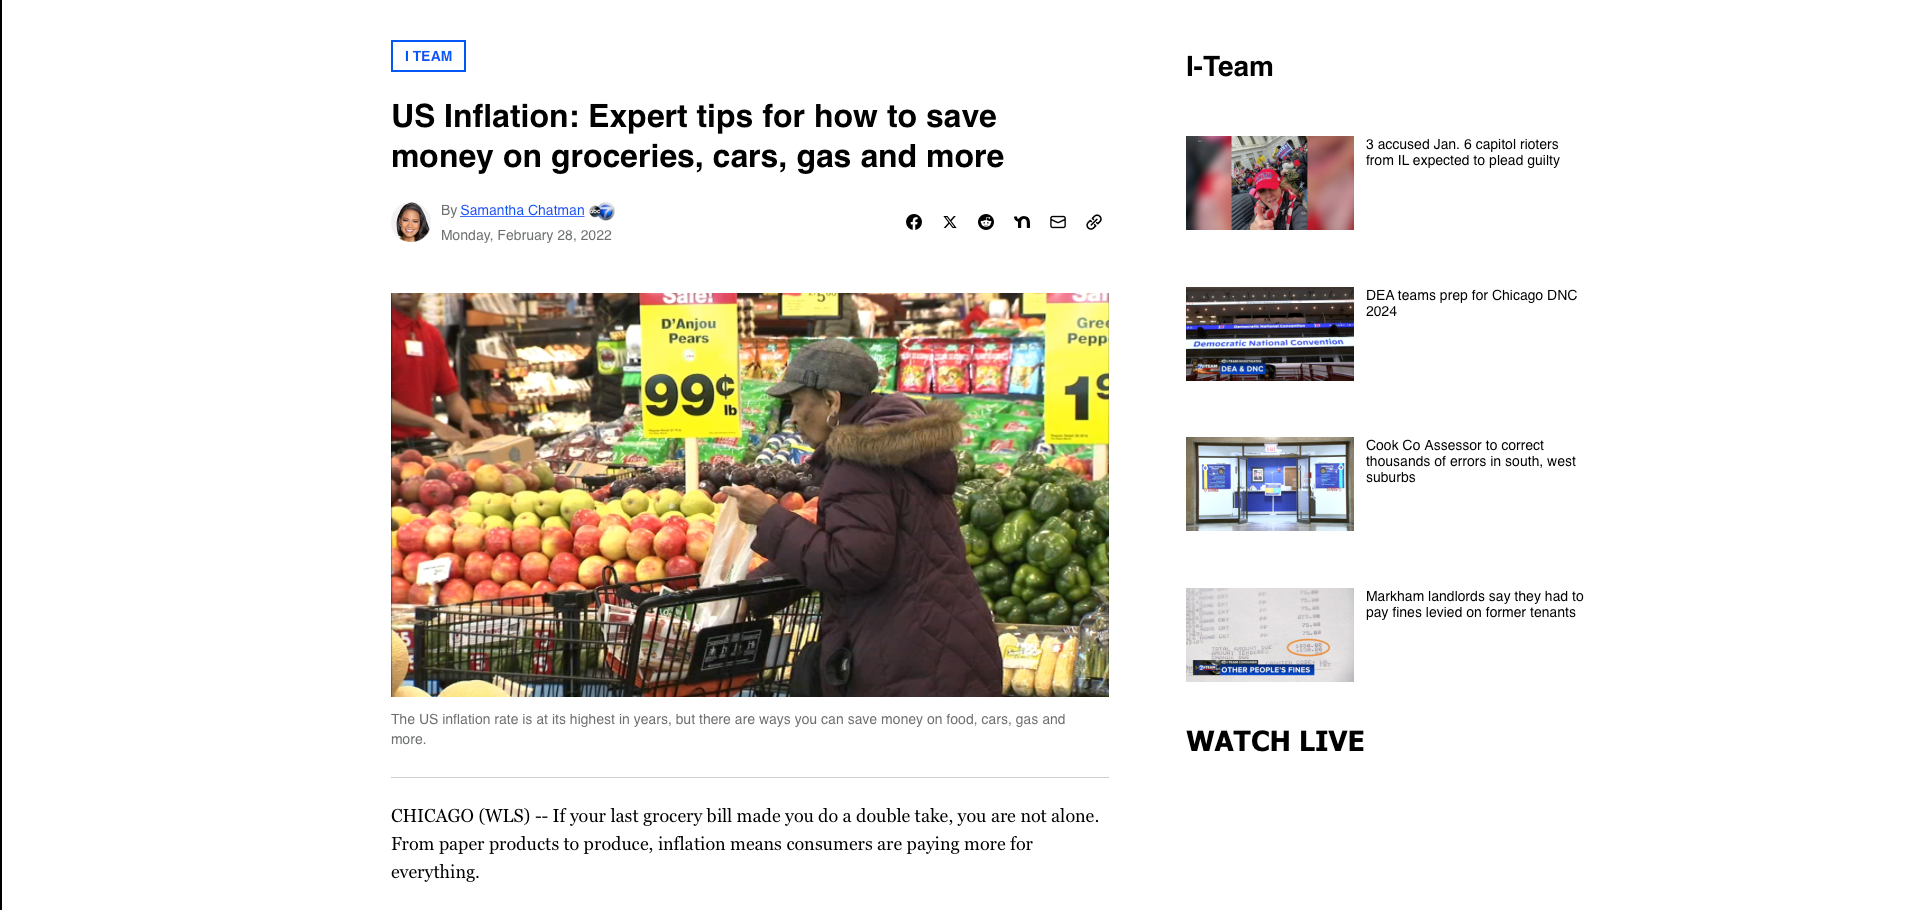 I TEAM
US Inflation: Expert tips for how to save
money on groceries, cars, gas and more
By Samantha Chatman
Monday, February 28, 2022
Sale!
D'Anjou
Pears
99¢
lb
The US inflation rate is at its highest in years, but there are ways you can save money on food, cars, gas and
more.
CHICAGO (WLS) -- If your last grocery bill made you do a double take, you are not alone.
From paper products to produce, inflation means consumers are paying more for
everything.
I-Team
3 accused Jan. 6 capitol rioters
from IL expected to plead guilty
Democratic National Convention
Democratic National Convention
DEA & DNC
DEA teams prep for Chicago DNC
2024
Cook Co Assessor to correct
thousands of errors in south, west
suburbs
OTHER PEOPLE'S FINES
Markham landlords say they had to
pay fines levied on former tenants
WATCH LIVE